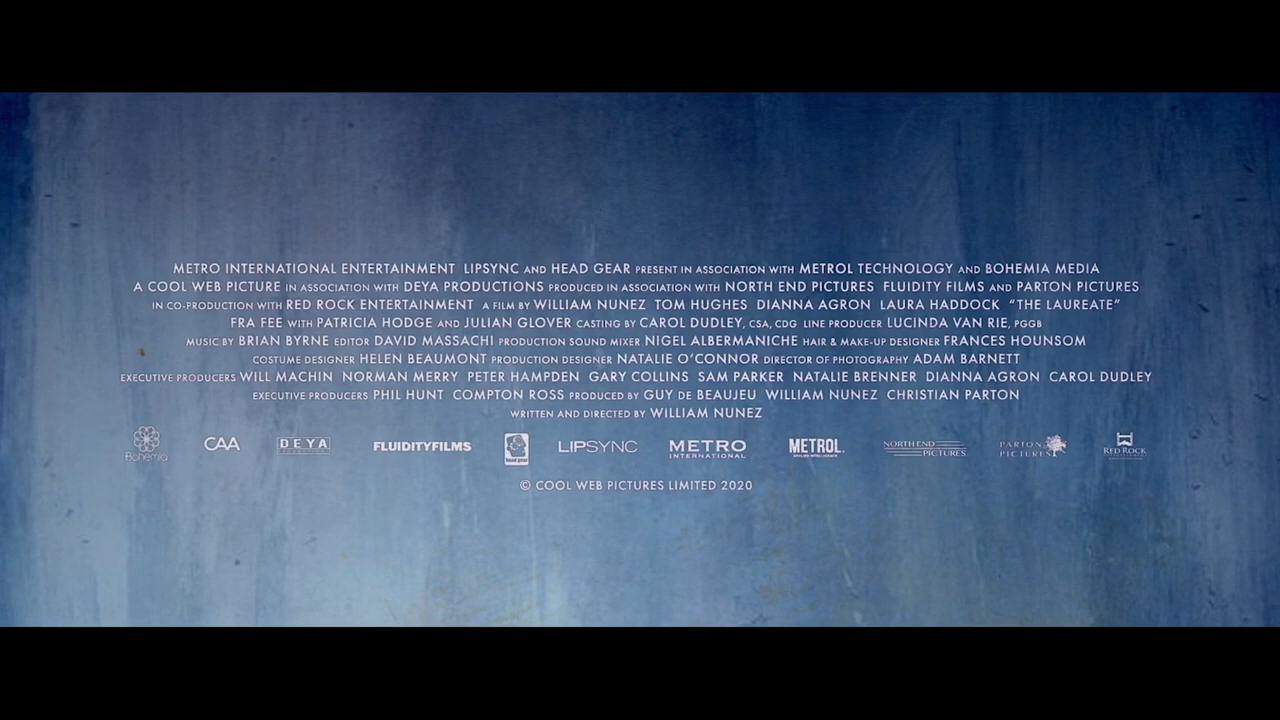 METRO INTERNATIONAL ENTERTAINMENT LIPSYNC AND HEAD GEAR PRESENT IN ASSOCIATION WITH METROL TECHNOLOGY AND BOHEMIA MEDIA
A COOL WEB PICTURE IN ASSOCIATION WITH DEYA PRODUCTIONS PRODUCED IN ASSOCIATION WITH NORTH END PICTURES FLUIDITY FILMS AND PARTON PICTURES
IN CO-PRODUCTION WITH RED ROCK ENTERTAINMENT A FILM BY WILLIAM NUNEZ TOM HUGHES DIANNA AGRON LAURA HADDOCK “THE LAUREATE”
FRA FEE WITH PATRICIA HODGE AND JULIAN GLOVER CASTING BY CAROL DUDLEY, CSA, CDG LINE PRODUCER LUCINDA VAN RIE, PGGB
MUSIC BY BRIAN BYRNE EDITOR DAVID MASSACHI PRODUCTION SOUND MIXER NIGEL ALBERMANICHE HAIR & MAKE-UP DESIGNER FRANCES HOUNSOM
COSTUME DESIGNER HELEN BEAUMONT PRODUCTION DESIGNER NATALIE O’CONNOR DIRECTOR OF PHOTOGRAPHY ADAM BARNETT
EXECUTIVE PRODUCERS WILL MACHIN NORMAN MERRY PETER HAMPDEN GARY COLLINS SAM PARKER NATALIE BRENNER DIANNA AGRON CAROL DUDLEY
EXECUTIVE PRODUCERS PHIL HUNT COMPTON ROSS PRODUCED BY GUY DE BEAUJEU WILLIAM NUNEZ CHRISTIAN PARTON
WRITTEN AND DIRECTED BY WILLIAM NUNEZ
Bohemia CAA DEYA FLUIDITYFILMS head gear LIPSYNC METRO INTERNATIONAL METROL. NORTH END PICTURES PARTON PICTURES RED ROCK
© COOL WEB PICTURES LIMITED 2020